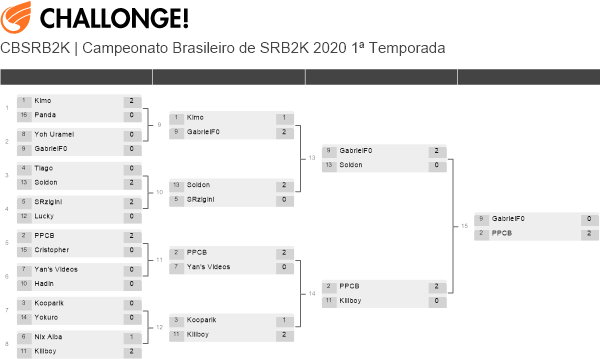 CHALLONGE!
CBSRB2K | Campeonato Brasileiro de SRB2K 2020 1ª Temporada
1
1 Kimo 2
16 Panda 0
2
8 Yoh Uramei 0
9 GabrielF0 0
3
4 Tiago 0
13 Soldon 2
4
5 SRzigini 2
12 Lucky 0
5
2 PPCB 2
15 Cristopher 0
6
7 Yan's Videos 0
10 Hadin 0
7
3 Kooparik 0
14 Yokuro 0
8
6 Nix Alba 1
11 Killboy 2
9
1 Kimo 1
9 GabrielF0 2
10
13 Soldon 2
5 SRzigini 0
11
2 PPCB 2
7 Yan's Videos 0
12
3 Kooparik 1
11 Killboy 2
13
9 GabrielF0 2
13 Soldon 0
14
2 PPCB 2
11 Killboy 0
15
9 GabrielF0 0
2 PPCB 2